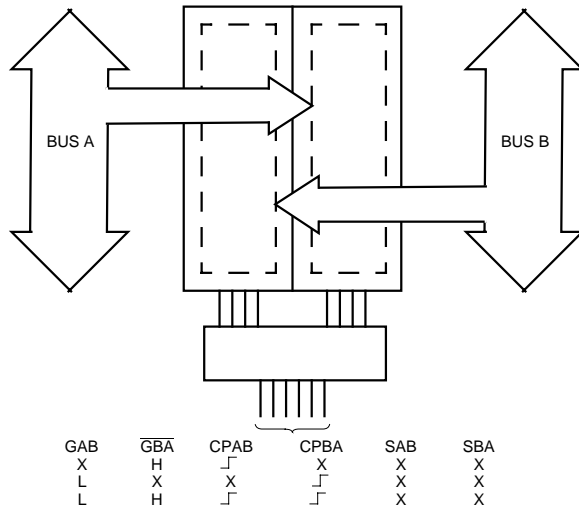 BUS A
BUS B
GAB GBA CPAB CPBA SAB SBA
X H X X X
L X X X X
L H X X